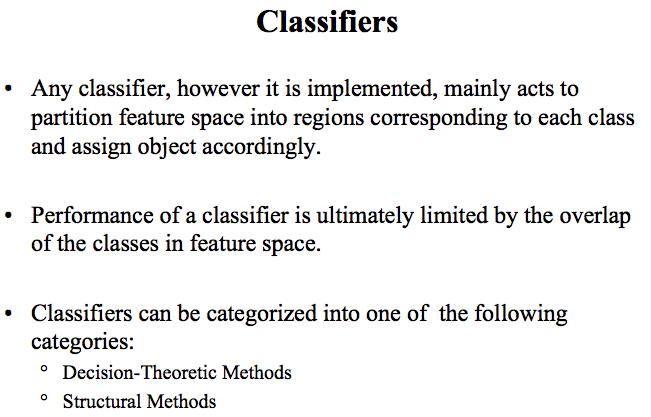 Classifiers
• Any classifier, however it is implemented, mainly acts to
partition feature space into regions corresponding to each class
and assign object accordingly.
• Performance of a classifier is ultimately limited by the overlap
of the classes in feature space.
• Classifiers can be categorized into one of the following
categories:
° Decision-Theoretic Methods
° Structural Methods